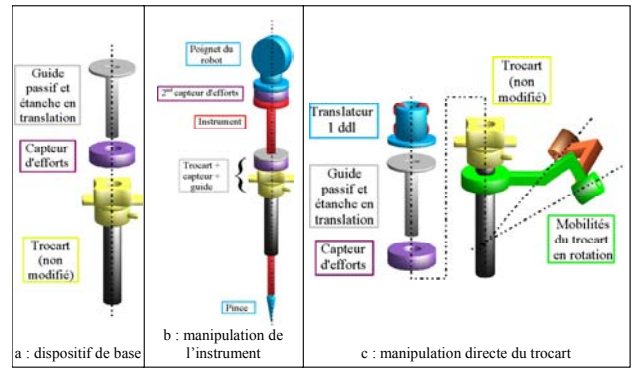 Guide
passif et
étanche en
translation
Capteur
d'efforts
Trocart
(non
modifié)
a : dispositif de base
Poignet du
robot
2nd capteur d'efforts
Instrument
Trocart +
capteur +
guide
Pince
b : manipulation de
l'instrument
Translateur
1 ddl
Guide
passif et
étanche en
translation
Capteur
d'efforts
Trocart
(non
modifié)
Mobilités
du trocart
en rotation
c : manipulation directe du trocart